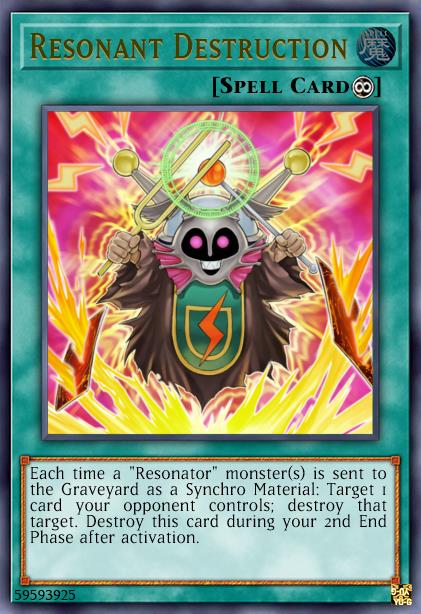 RESONANT DESTRUCTION
[SPELL CARD]
Each time a "Resonator" monster(s) is sent to
the Graveyard as a Synchro Material: Target 1
card your opponent controls; destroy that
target. Destroy this card during your 2nd End
Phase after activation.
59593925